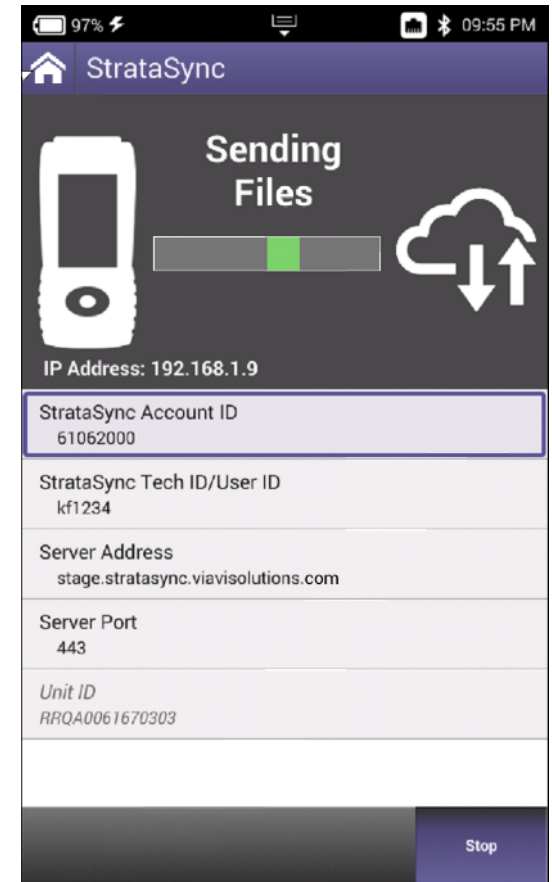 97% 09:55 PM
StrataSync
Sending
Files
IP Address: 192.168.1.9
StrataSync Account ID
61062000
StrataSync Tech ID/User ID
kf1234
Server Address
stage.stratasync.viavisolutions.com
Server Port
443
Unit ID
RRQA0061670303
Stop